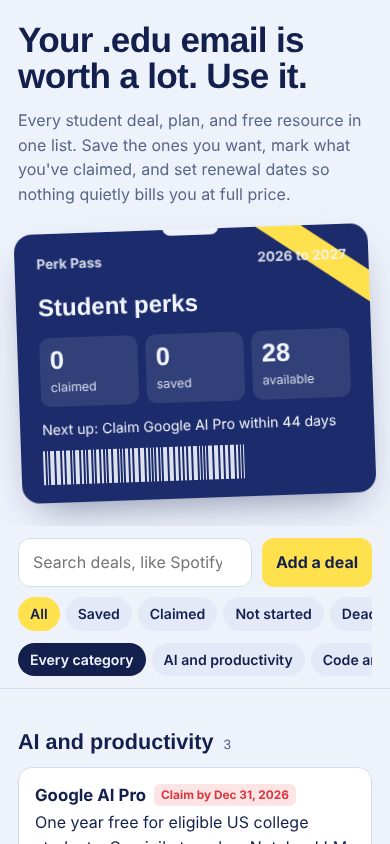 Your .edu email is
worth a lot. Use it.
Every student deal, plan, and free resource in
one list. Save the ones you want, mark what
you've claimed, and set renewal dates so
nothing quietly bills you at full price.
Perk Pass
2026 to 2027
Student perks
0
claimed
0
saved
28
available
Next up: Claim Google AI Pro within 44 days
Search deals, like Spotify
Add a deal
All
Saved
Claimed
Not started
Every category
AI and productivity
AI and productivity 3
Google AI Pro
Claim by Dec 31, 2026
One year free for eligible US college